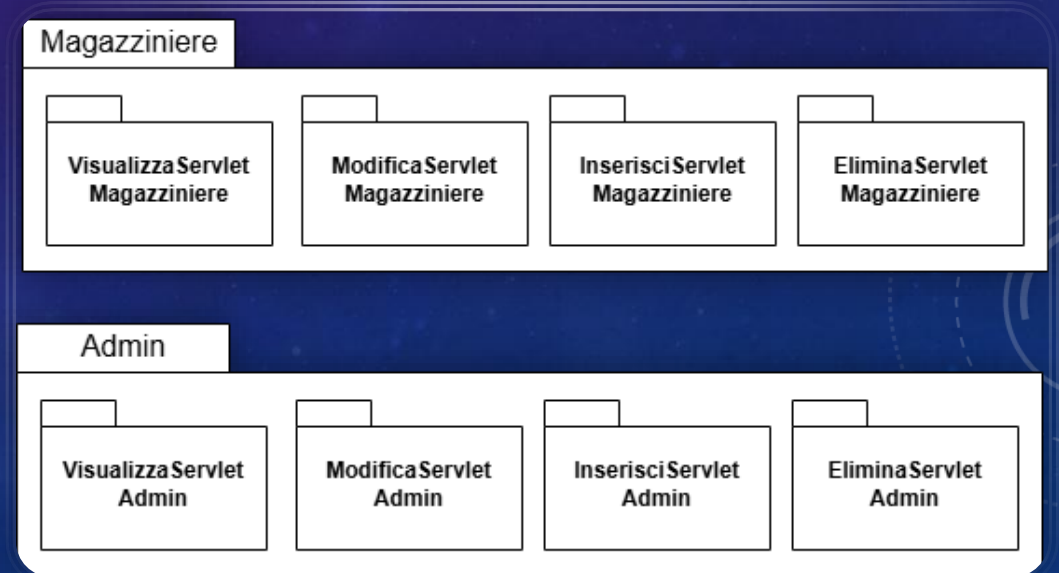 Magazziniere
VisualizzaServlet
Magazziniere
ModificaServlet
Magazziniere
InserisciServlet
Magazziniere
EliminaServlet
Magazziniere
Admin
VisualizzaServlet
Admin
ModificaServlet
Admin
InserisciServlet
Admin
EliminaServlet
Admin